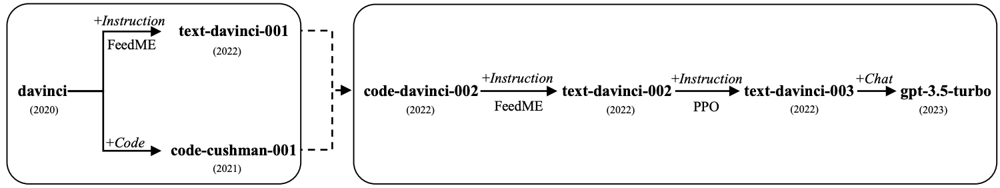 +Instruction
FeedME
text-davinci-001
(2022)
davinci
(2020)
+Code
code-cushman-001
(2021)
code-davinci-002
(2022)
+Instruction
FeedME
text-davinci-002
(2022)
+Instruction
PPO
text-davinci-003
(2022)
+Chat
gpt-3.5-turbo
(2023)